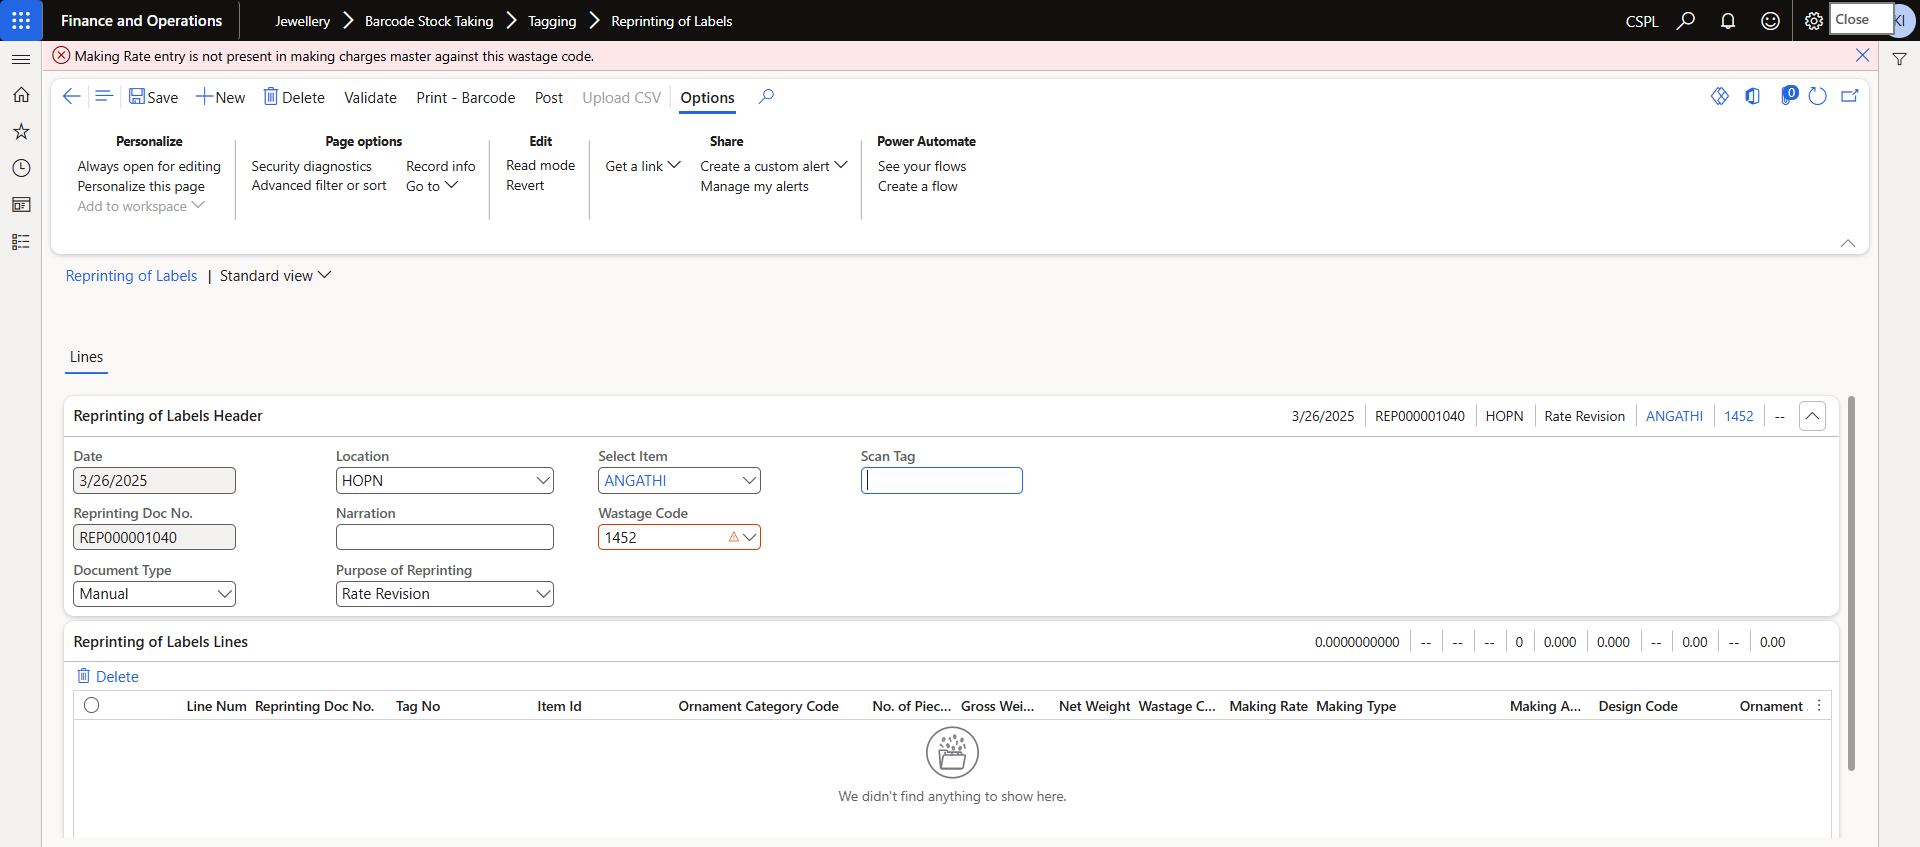 Finance and Operations
Jewellery > Barcode Stock Taking > Tagging > Reprinting of Labels
CSPL
Close
KI
Making Rate entry is not present in making charges master against this wastage code.
Save New Delete Validate Print - Barcode Post Upload CSV Options
0
Personalize
Always open for editing
Personalize this page
Add to workspace
Page options
Security diagnostics
Advanced filter or sort
Record info
Go to
Edit
Read mode
Revert
Share
Get a link
Create a custom alert
Manage my alerts
Power Automate
See your flows
Create a flow
Reprinting of Labels | Standard view
Lines
Reprinting of Labels Header
3/26/2025 REP000001040 HOPN Rate Revision ANGATHI 1452 --
Date
3/26/2025
Reprinting Doc No.
REP000001040
Document Type
Manual
Location
HOPN
Narration
Purpose of Reprinting
Rate Revision
Select Item
ANGATHI
Wastage Code
1452
Scan Tag
Reprinting of Labels Lines
0.0000000000 -- -- -- 0 0.000 0.000 -- 0.00 -- 0.00
Delete
Line Num Reprinting Doc No. Tag No Item Id Ornament Category Code No. of Piec... Gross Wei... Net Weight Wastage C... Making Rate Making Type Making A... Design Code Ornament
We didn't find anything to show here.